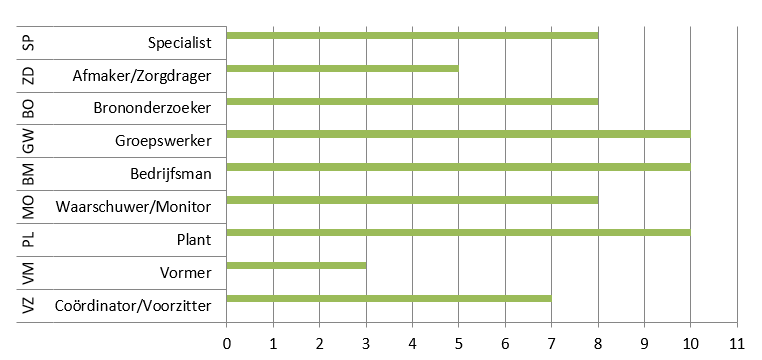 SP Specialist
ZD Afmaker/Zorgdrager
BO Brononderzoeker
GW Groepswerker
BM Bedrijfsman
MO Waarschuwer/Monitor
PL Plant
VM Vormer
VZ Coördinator/Voorzitter
0 1 2 3 4 5 6 7 8 9 10 11